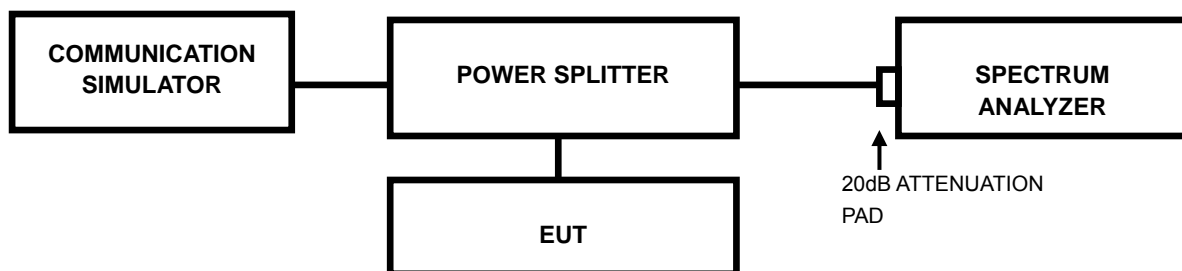 COMMUNICATION
SIMULATOR
POWER SPLITTER
SPECTRUM
ANALYZER
20dB ATTENUATION
PAD
EUT